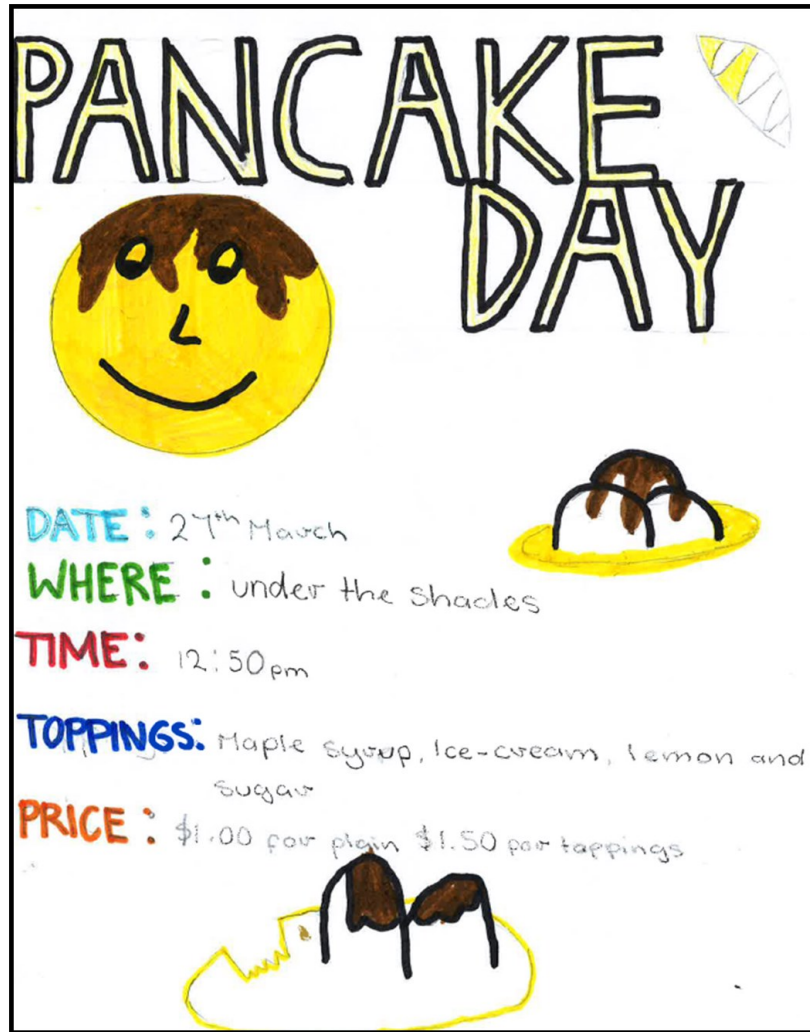 PANCAKE
DAY
DATE: 27th March
WHERE: under the shades
TIME: 12:50pm
TOPPINGS: Maple syrup, Ice-cream, lemon and
sugar
PRICE: $1.00 for plain $1.50 for toppings